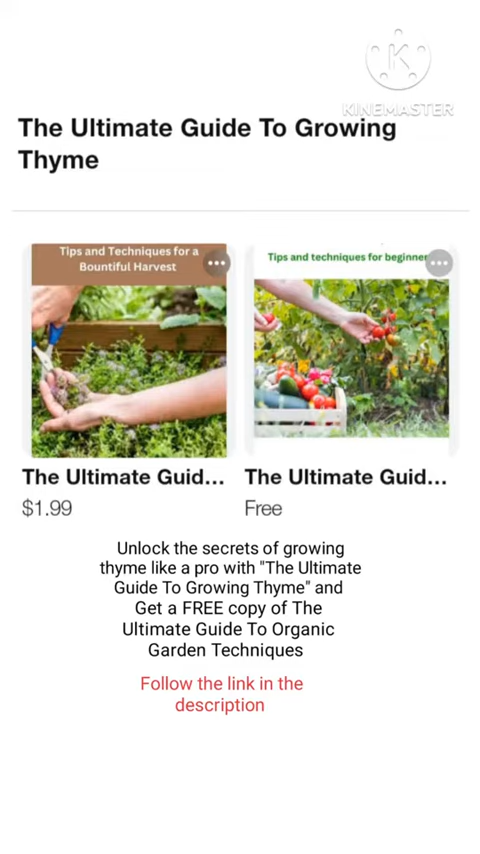 KINEMASTER
The Ultimate Guide To Growing
Thyme
Tips and Techniques for a
Bountiful Harvest
Tips and techniques for beginner
The Ultimate Guid...
$1.99
The Ultimate Guid...
Free
Unlock the secrets of growing
thyme like a pro with "The Ultimate
Guide To Growing Thyme" and
Get a FREE copy of The
Ultimate Guide To Organic
Garden Techniques
Follow the link in the
description